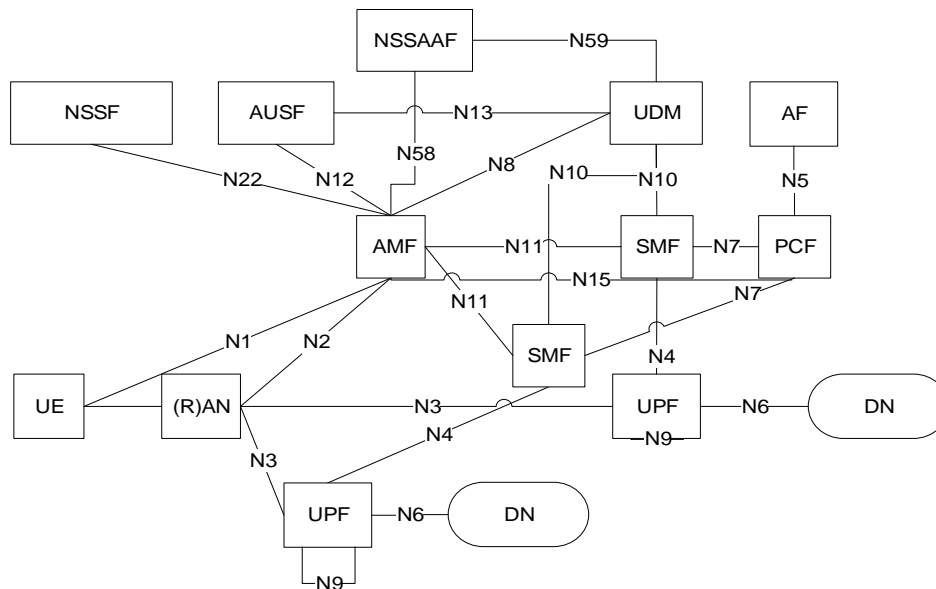 NSSAAF
N59
NSSF
AUSF
N13
UDM
AF
N58
N8
N22
N12
N10
N10
N5
AMF
N11
SMF
N7
PCF
N15
N11
N7
N1
N2
SMF
N4
UE
(R)AN
N3
UPF
N6
DN
N4
N9
N3
UPF
N6
DN
N9